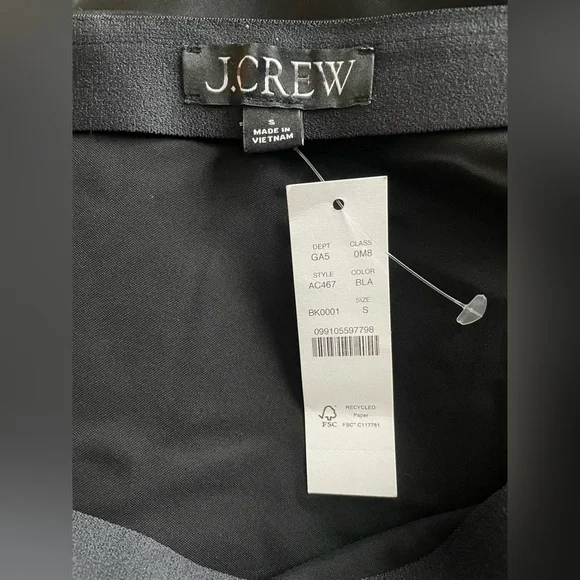 J.CREW
S
MADE IN
VIETNAM
DEPT CLASS
GA5 0M8
STYLE COLOR
AC467 BLA
SIZE
BK0001 S
099105597798
FSC
RECYCLED
Paper
FSC® C117761